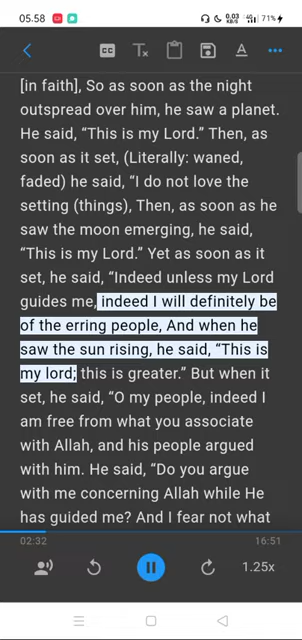 05.58
0.03
KB/S
4G
71%
CC
[in faith], So as soon as the night
outspread over him, he saw a planet.
He said, “This is my Lord.” Then, as
soon as it set, (Literally: waned,
faded) he said, “I do not love the
setting (things), Then, as soon as he
saw the moon emerging, he said,
“This is my Lord.” Yet as soon as it
set, he said, “Indeed unless my Lord
guides me, indeed I will definitely be
of the erring people, And when he
saw the sun rising, he said, “This is
my lord; this is greater.” But when it
set, he said, “O my people, indeed I
am free from what you associate
with Allah, and his people argued
with him. He said, “Do you argue
with me concerning Allah while He
has guided me? And I fear not what
02:32
16:51
1.25x